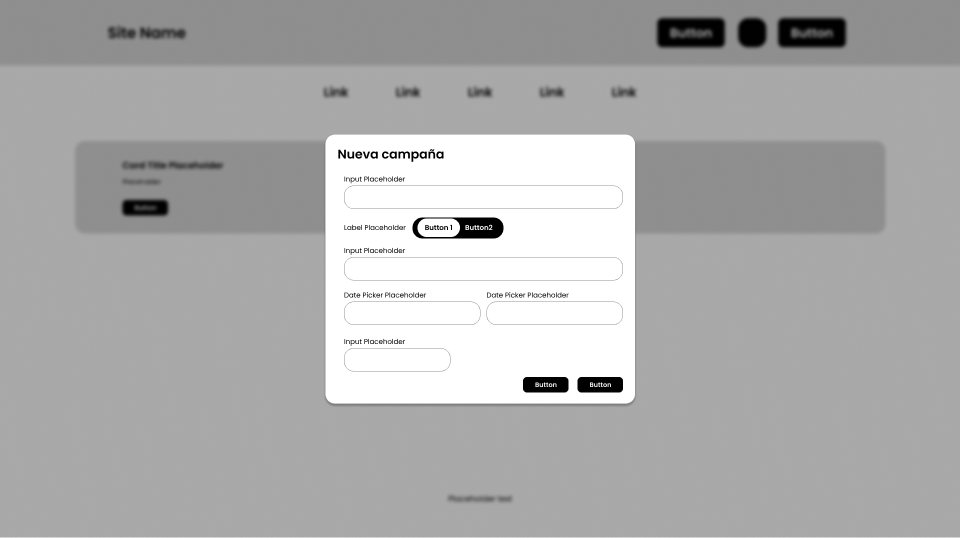 Site Name
Button
Button
Link
Link
Link
Link
Link
Card Title Placeholder
Placeholder
Button
Nueva campaña
Input Placeholder
Label Placeholder
Button 1
Button2
Input Placeholder
Date Picker Placeholder
Date Picker Placeholder
Input Placeholder
Button
Button
Placeholder text